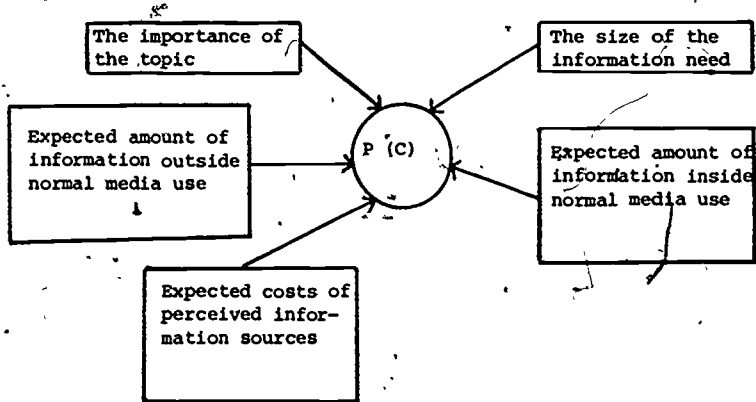 The importance of
the topic
The size of the
information need
Expected amount of
information outside
normal media use
P (C)
Expected amount of
information inside
normal media use
Expected costs of
perceived infor-
mation sources